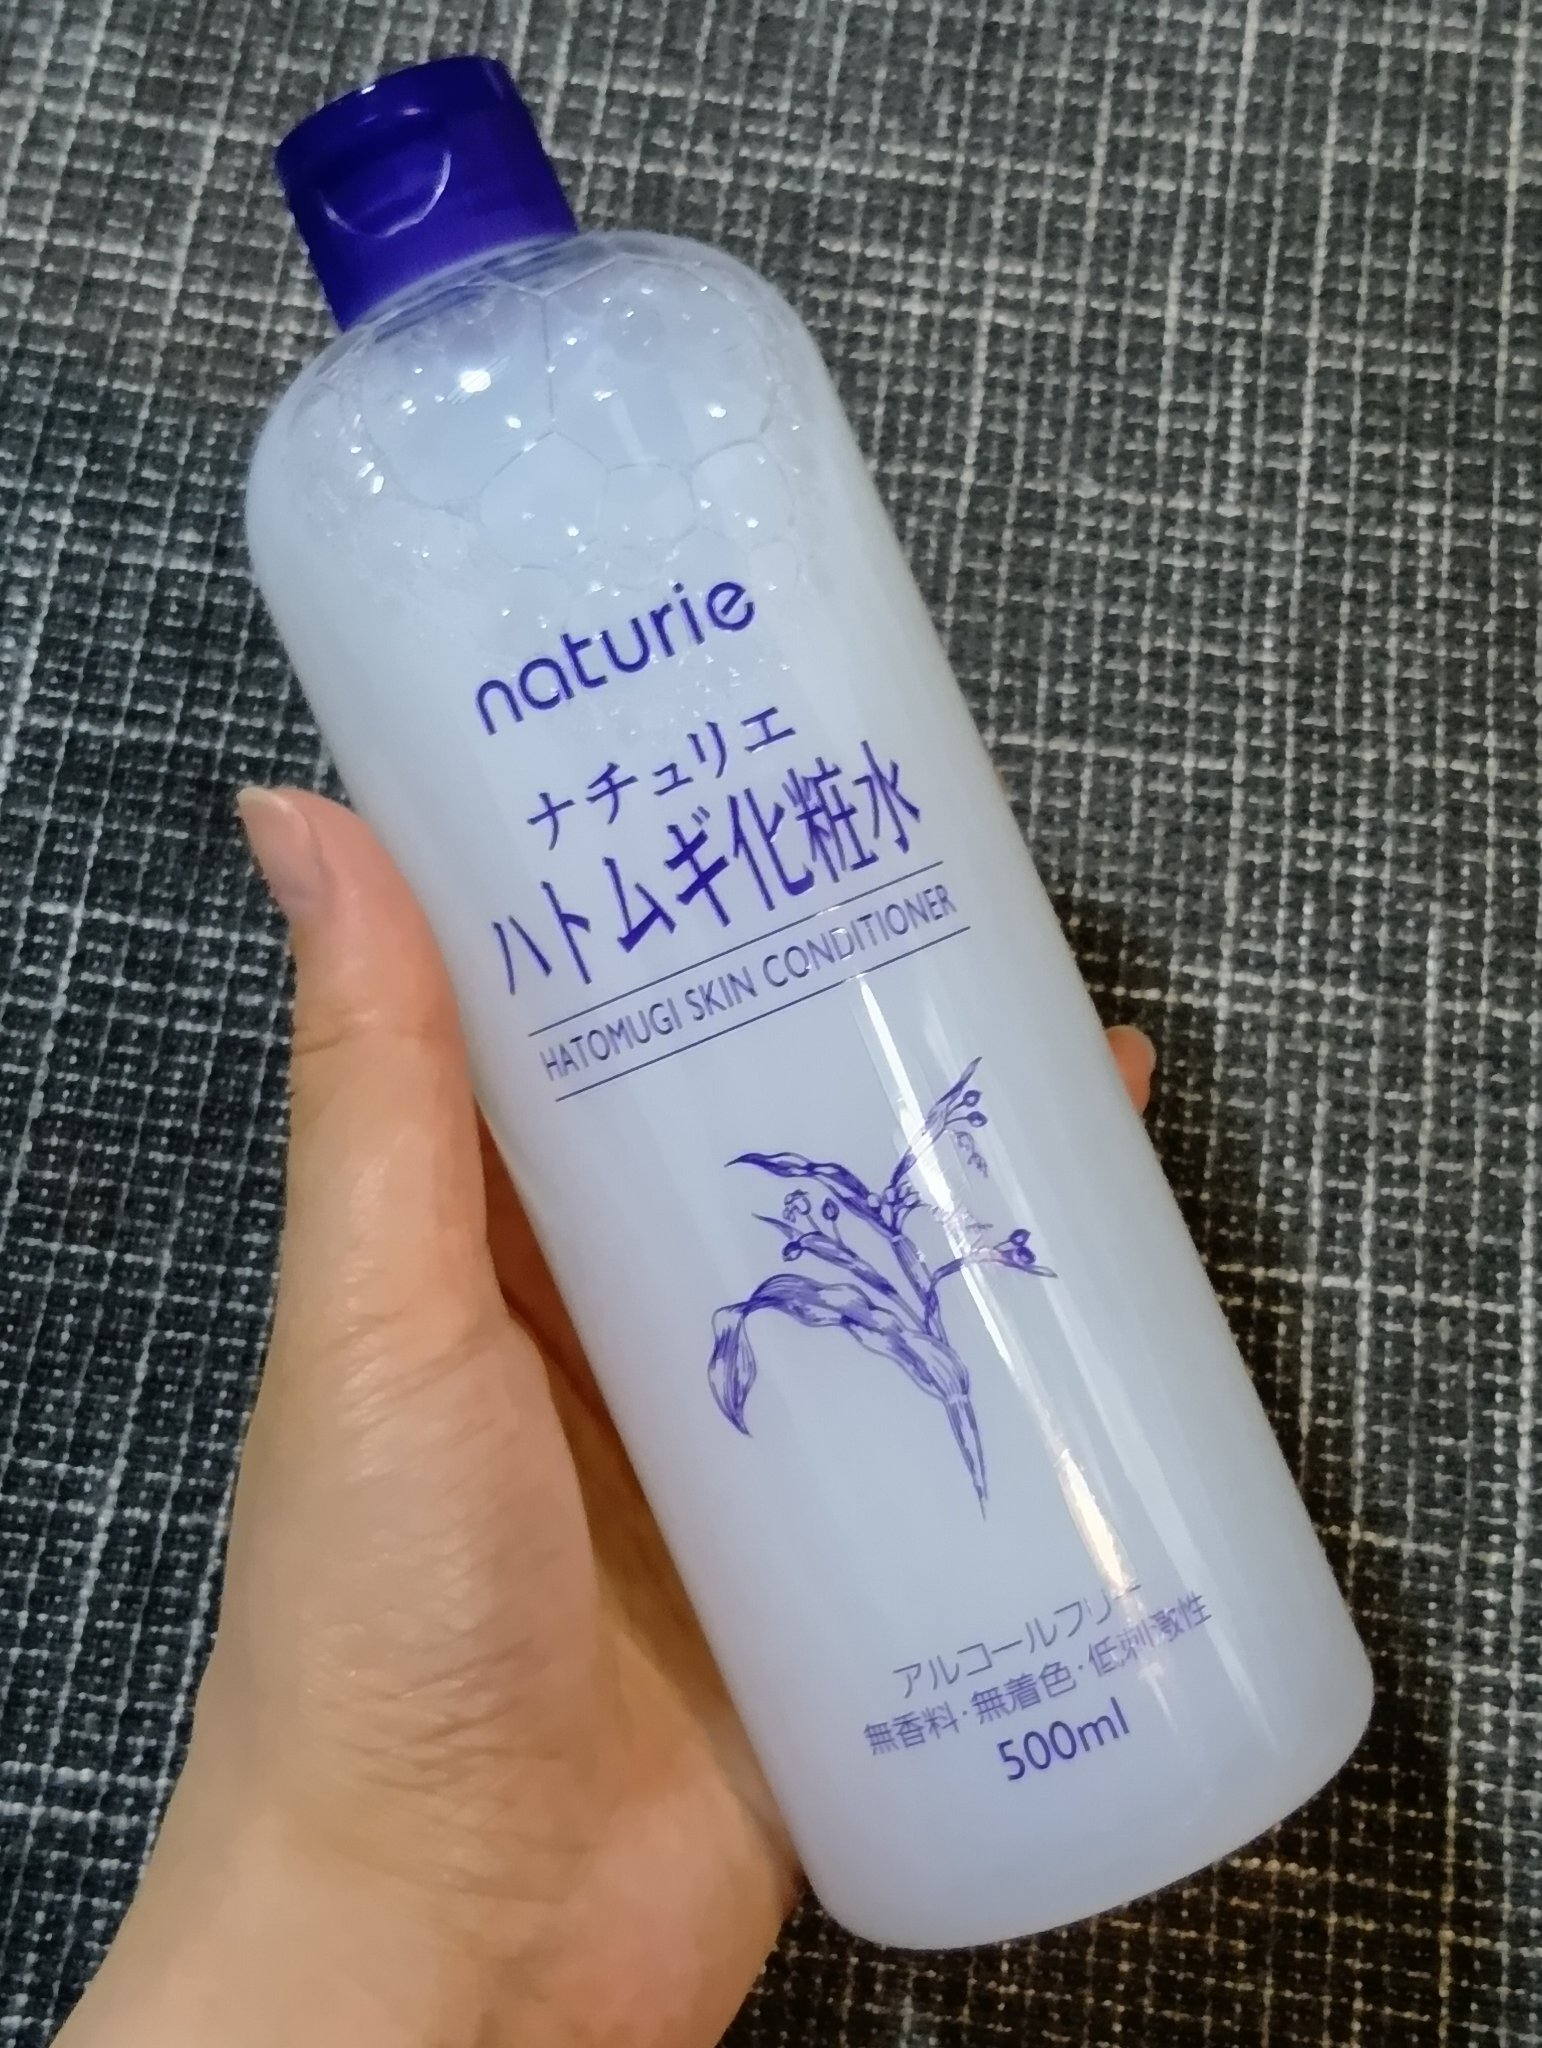 naturie
ナチュリエ
ハトムギ化粧水
HATOMUGI SKIN CONDITIONER
アルコールフリー
無香料・無着色・低刺激性
500ml